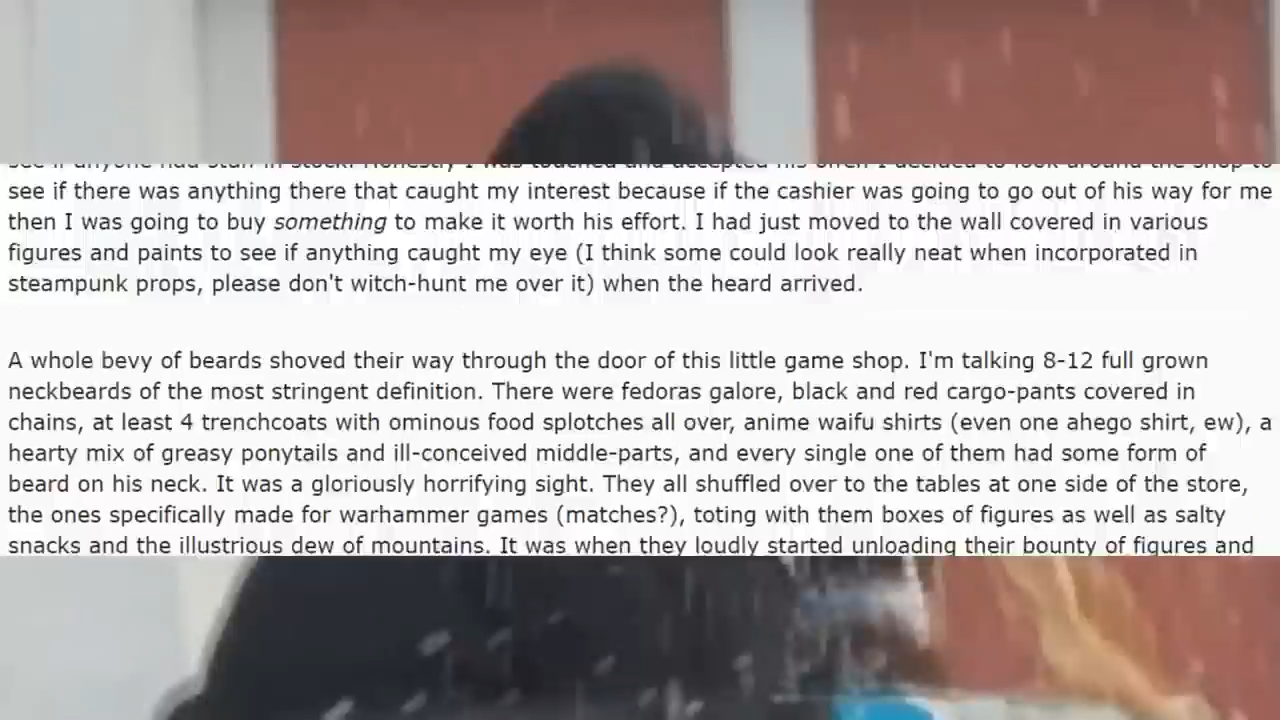 see if there was anything there that caught my interest because if the cashier was going to go out of his way for me
then I was going to buy something to make it worth his effort. I had just moved to the wall covered in various
figures and paints to see if anything caught my eye (I think some could look really neat when incorporated in
steampunk props, please don't witch-hunt me over it) when the heard arrived.
A whole bevy of beards shoved their way through the door of this little game shop. I'm talking 8-12 full grown
neckbeards of the most stringent definition. There were fedoras galore, black and red cargo-pants covered in
chains, at least 4 trenchcoats with ominous food splotches all over, anime waifu shirts (even one ahego shirt, ew), a
hearty mix of greasy ponytails and ill-conceived middle-parts, and every single one of them had some form of
beard on his neck. It was a gloriously horrifying sight. They all shuffled over to the tables at one side of the store,
the ones specifically made for warhammer games (matches?), toting with them boxes of figures as well as salty
snacks and the illustrious dew of mountains. It was when they loudly started unloading their bounty of figures and